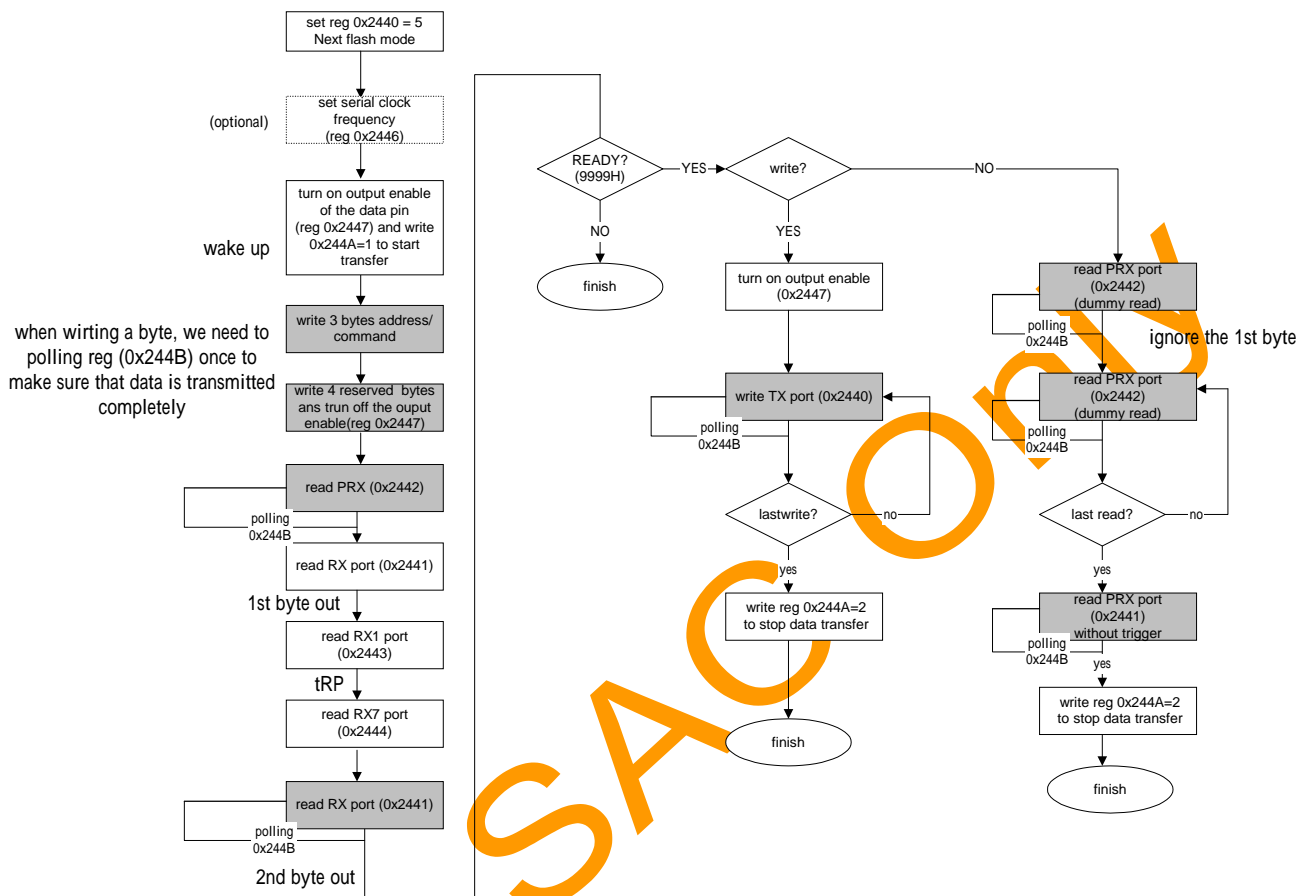 set reg 0x2440 = 5
Next flash mode
(optional)
set serial clock
frequency
(reg 0x2446)
wake up
turn on output enable
of the data pin
(reg 0x2447) and write
0x244A=1 to start
transfer
when wirting a byte, we need to
polling reg (0x244B) once to
make sure that data is transmitted
completely
write 3 bytes address/
command
write 4 reserved bytes
ans trun off the ouput
enable(reg 0x2447)
read PRX (0x2442)
polling
0x244B
read RX port (0x2441)
1st byte out
read RX1 port
(0x2443)
tRP
read RX7 port
(0x2444)
read RX port (0x2441)
polling
0x244B
2nd byte out
READY?
(9999H)
YES
NO
finish
write?
YES
NO
turn on output enable
(0x2447)
write TX port (0x2440)
polling
0x244B
lastwrite?
no
yes
write reg 0x244A=2
to stop data transfer
finish
read PRX port
(0x2442)
(dummy read)
polling
0x244B
ignore the 1st byte
read PRX port
(0x2442)
(dummy read)
polling
0x244B
last read?
no
yes
read PRX port
(0x2441)
without trigger
polling
0x244B
yes
write reg 0x244A=2
to stop data transfer
finish
SAC Only